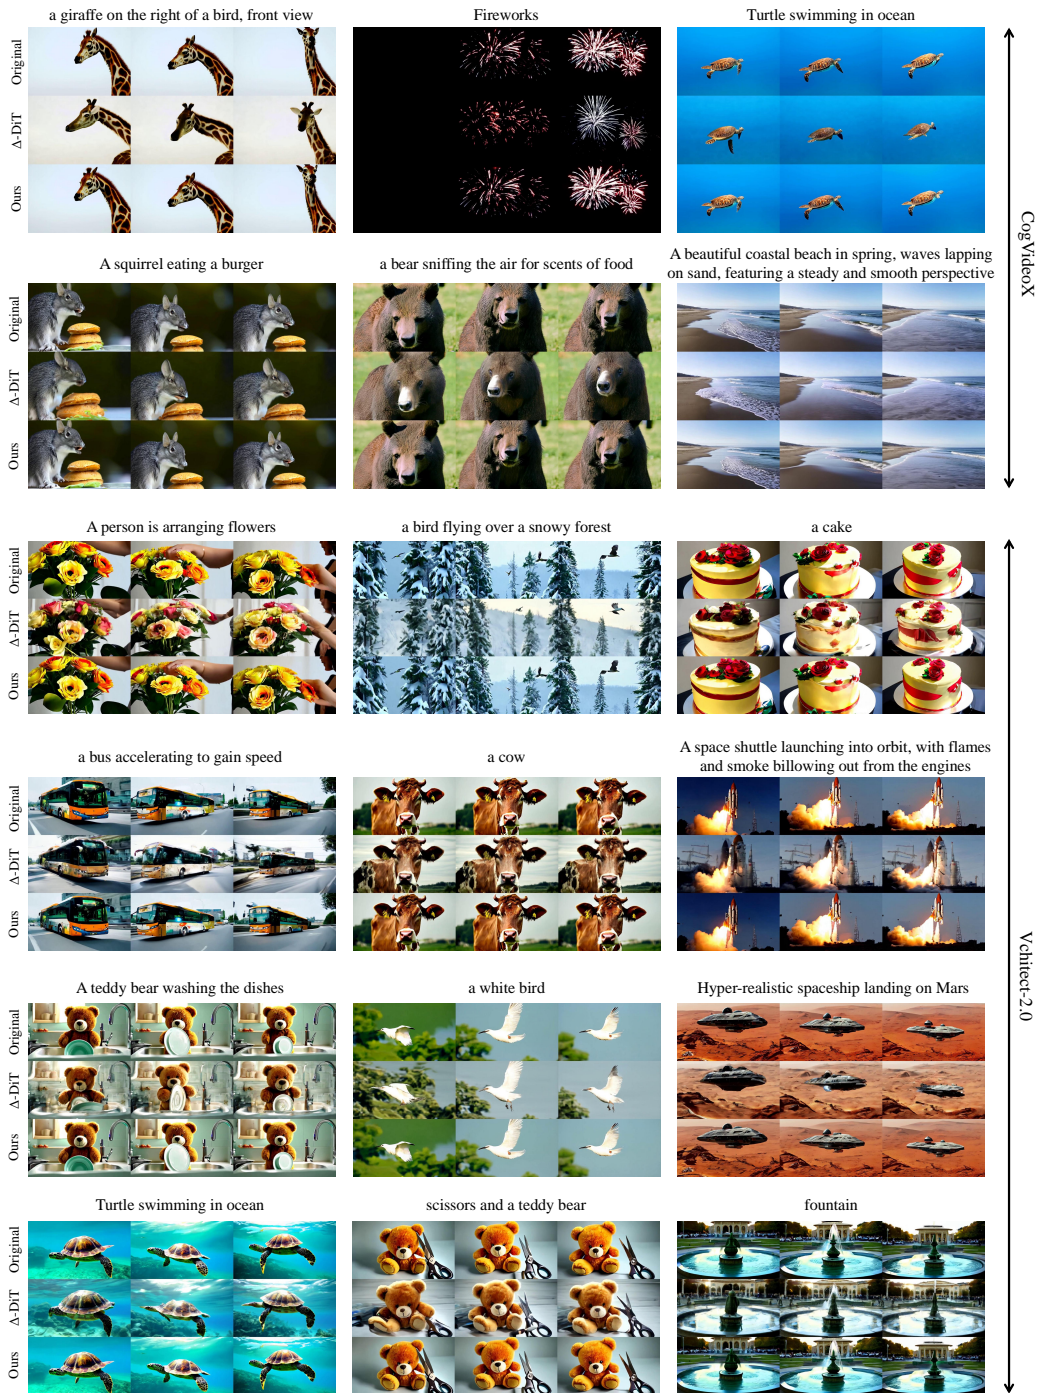 a giraffe on the right of a bird, front view
Fireworks
Turtle swimming in ocean
Original
Δ-DiT
Ours
CogVideoX
A squirrel eating a burger
a bear sniffing the air for scents of food
A beautiful coastal beach in spring, waves lapping
on sand, featuring a steady and smooth perspective
Original
Δ-DiT
Ours
A person is arranging flowers
a bird flying over a snowy forest
a cake
Original
Δ-DiT
Ours
a bus accelerating to gain speed
a cow
A space shuttle launching into orbit, with flames
and smoke billowing out from the engines
Original
Δ-DiT
Ours
Vchitect-2.0
A teddy bear washing the dishes
a white bird
Hyper-realistic spaceship landing on Mars
Original
Δ-DiT
Ours
Turtle swimming in ocean
scissors and a teddy bear
fountain
Original
Δ-DiT
Ours